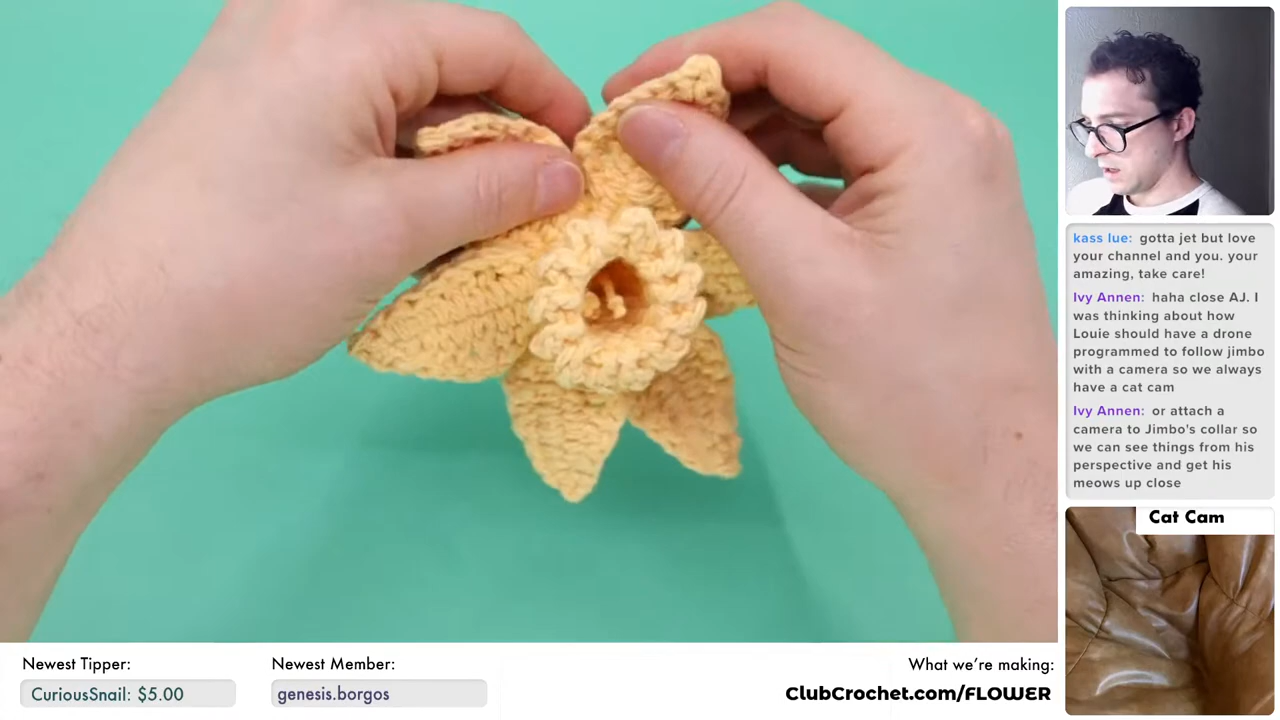 kass lue: gotta jet but love
your channel and you. your
amazing, take care!
Ivy Annen: haha close AJ. I
was thinking about how
Louie should have a drone
programmed to follow jimbo
with a camera so we always
have a cat cam
Ivy Annen: or attach a
camera to Jimbo's collar so
we can see things from his
perspective and get his
meows up close
Cat Cam
Newest Tipper:
CuriousSnail: $5.00
Newest Member:
genesis.borgos
What we're making:
ClubCrochet.com/FLOWER